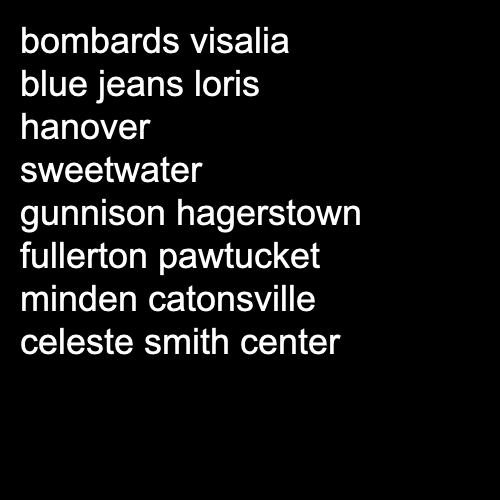 bombards visalia
blue jeans loris
hanover
sweetwater
gunnison hagerstown
fullerton pawtucket
minden catonsville
celeste smith center